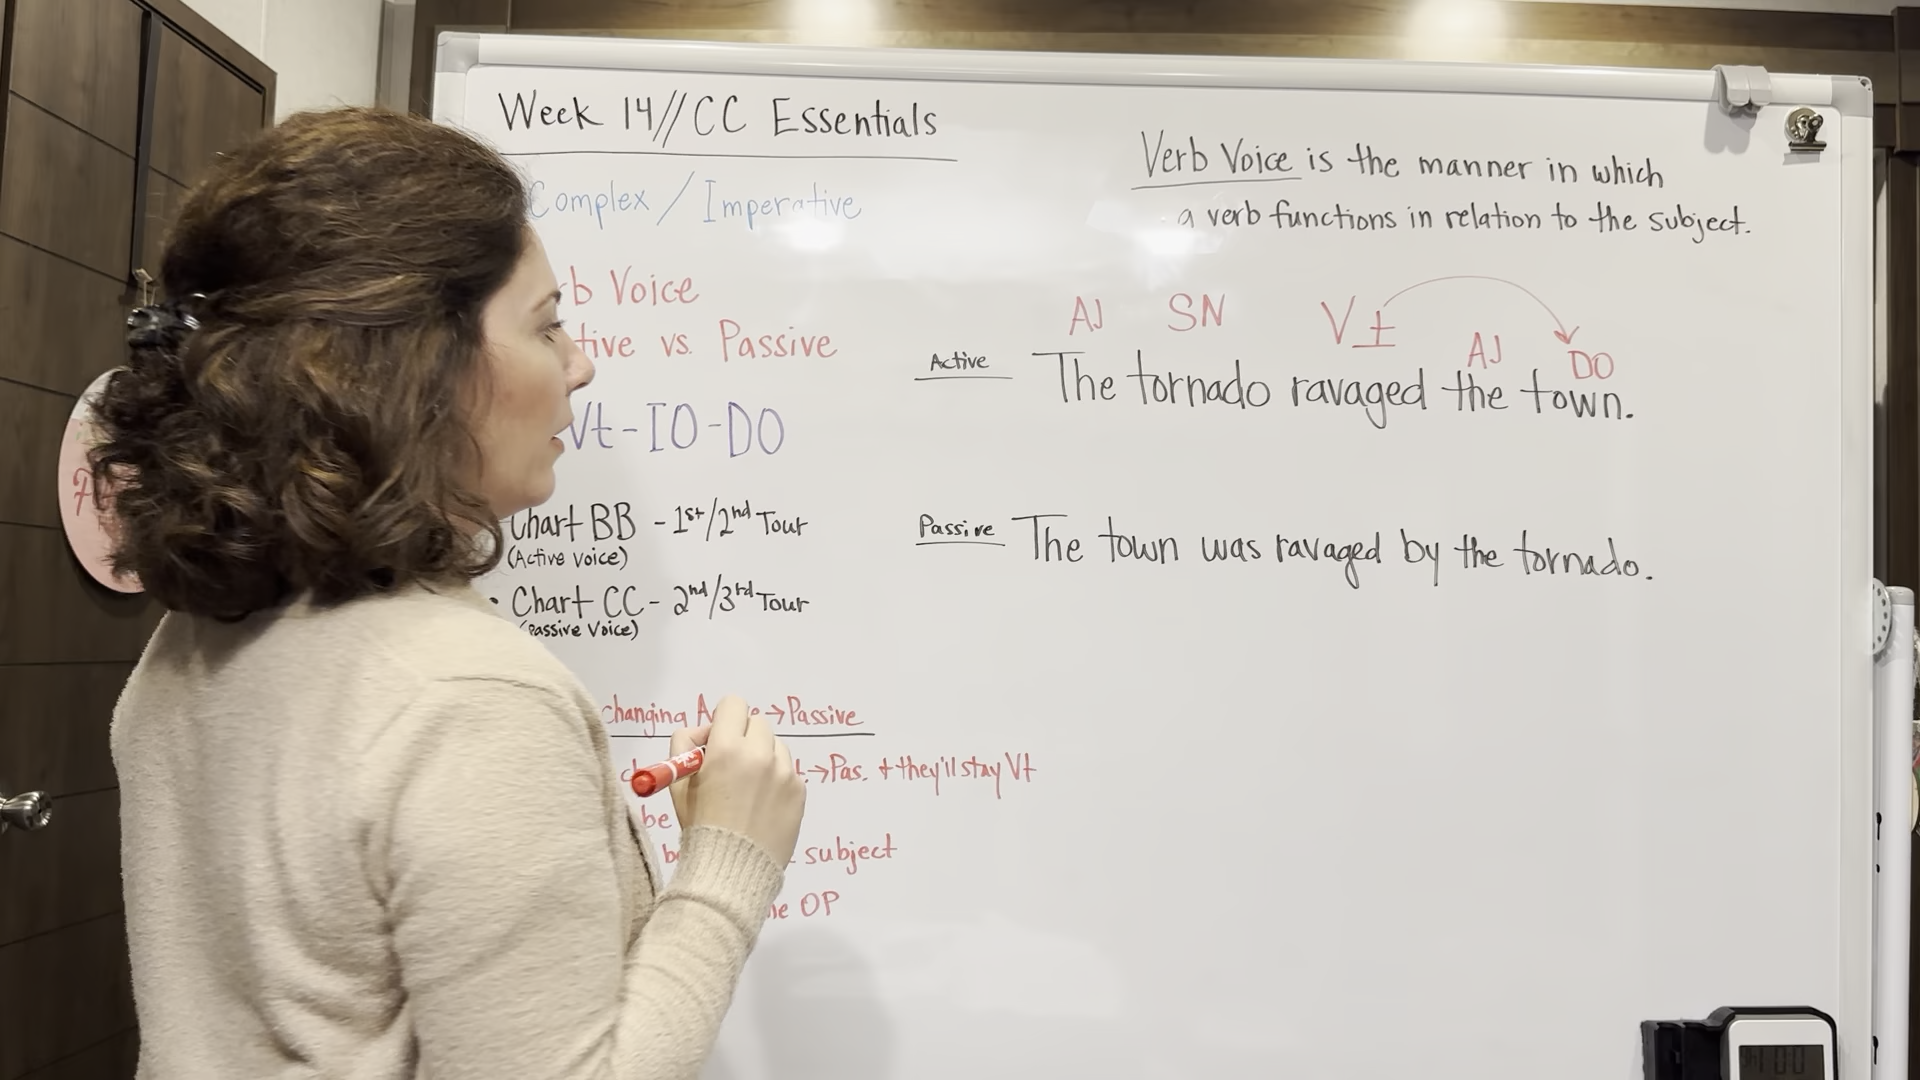 Week 14//CC Essentials
Complex / Imperative
Voice
vs. Passive
Vt-IO-DO
Chart BB - 1st/2nd Tour
(Active Voice)
• Chart CC - 2nd/3rd Tour
(Passive Voice)
changing → Passive
→ Pas. + they'll stay Vt
be
subject
OP
Verb Voice is the manner in which
a verb functions in relation to the subject.
AJ SN Vt AJ DO
Active The tornado ravaged the town.
Passive The town was ravaged by the tornado.